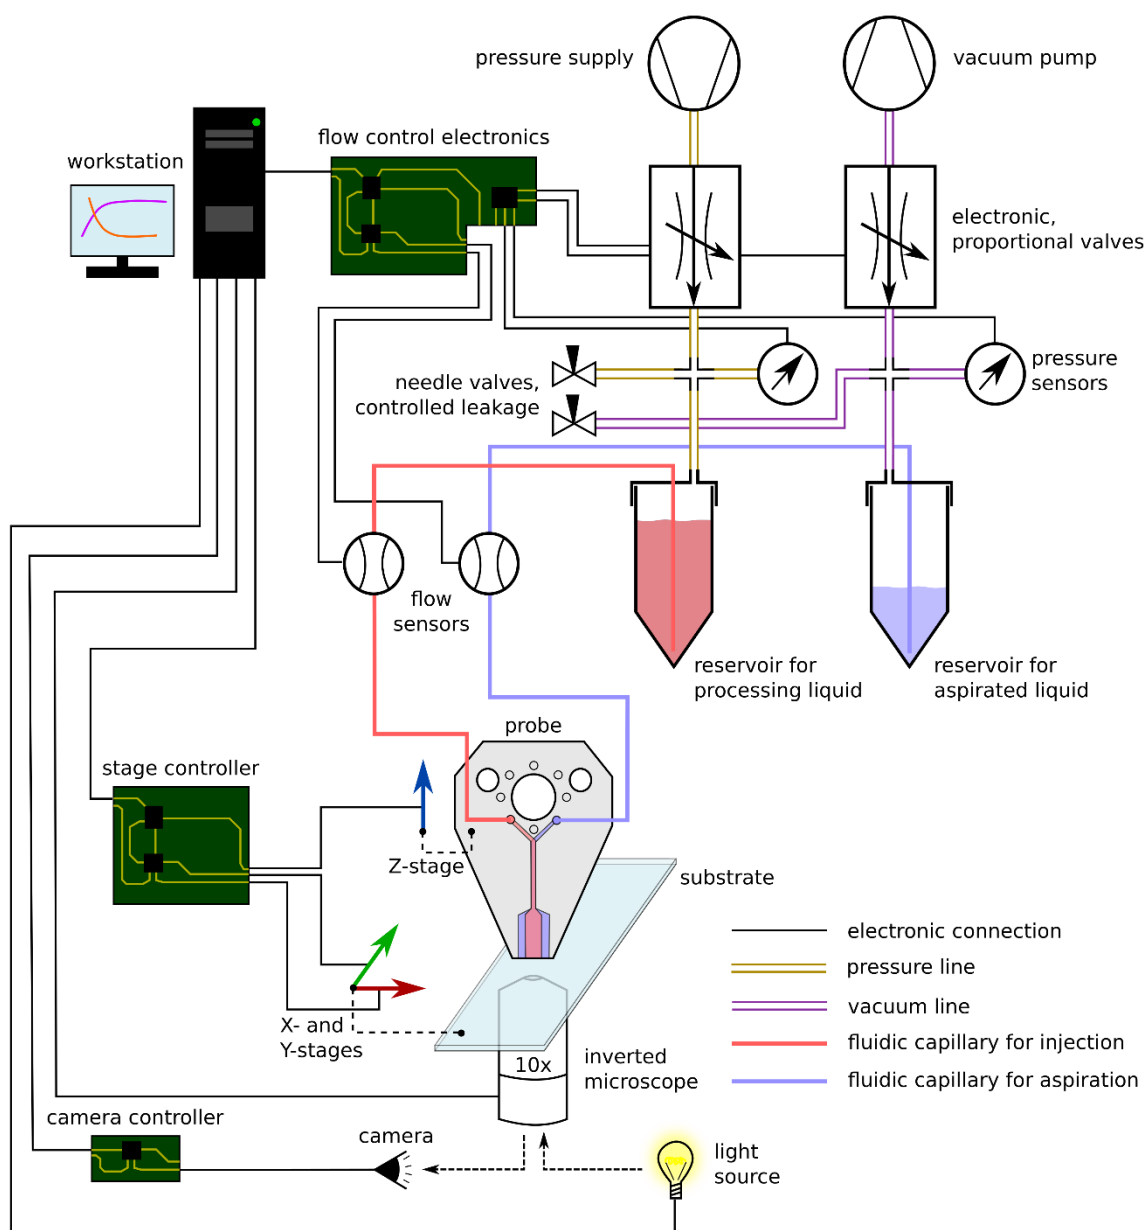 pressure supply
vacuum pump
flow control electronics
workstation
electronic,
proportional valves
needle valves,
controlled leakage
pressure
sensors
flow
sensors
reservoir for
processing liquid
reservoir for
aspirated liquid
probe
stage controller
Z-stage
substrate
electronic connection
pressure line
vacuum line
X- and
Y-stages
fluidic capillary for injection
10x
inverted
microscope
fluidic capillary for aspiration
camera controller
camera
light
source